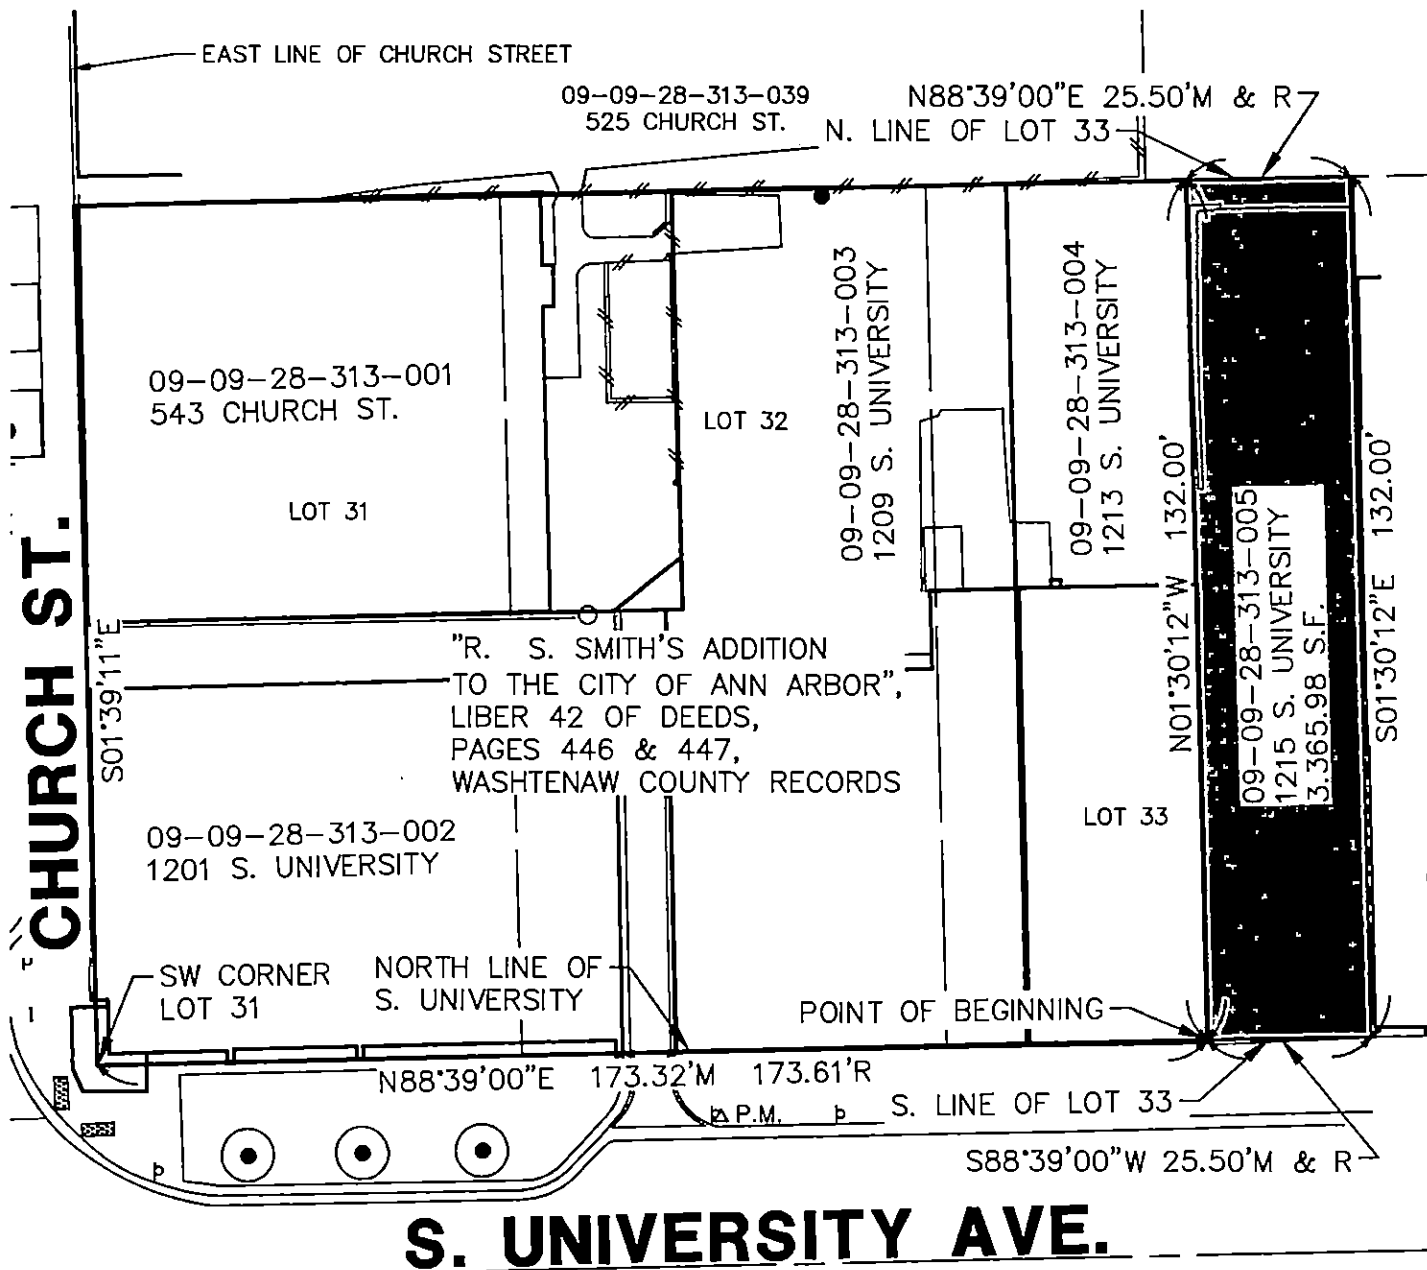 EAST LINE OF CHURCH STREET
09-09-28-313-039
525 CHURCH ST.
N88°39'00"E 25.50'M & R
N. LINE OF LOT 33
09-09-28-313-001
543 CHURCH ST.
LOT 31
LOT 32
09-09-28-313-003
1209 S. UNIVERSITY
09-09-28-313-004
1213 S. UNIVERSITY
N01°30'12"W 132.00'
09-09-28-313-005
1215 S. UNIVERSITY
3.365.98 S.F.
S01°30'12"E 132.00'
CHURCH ST.
S01°39'11"E
"R. S. SMITH'S ADDITION
TO THE CITY OF ANN ARBOR",
LIBER 42 OF DEEDS,
PAGES 446 & 447,
WASHTENAW COUNTY RECORDS
09-09-28-313-002
1201 S. UNIVERSITY
LOT 33
SW CORNER
LOT 31
NORTH LINE OF
S. UNIVERSITY
POINT OF BEGINNING
N88°39'00"E 173.32'M 173.61'R
P.M.
S. LINE OF LOT 33
S88°39'00"W 25.50'M & R
S. UNIVERSITY AVE.